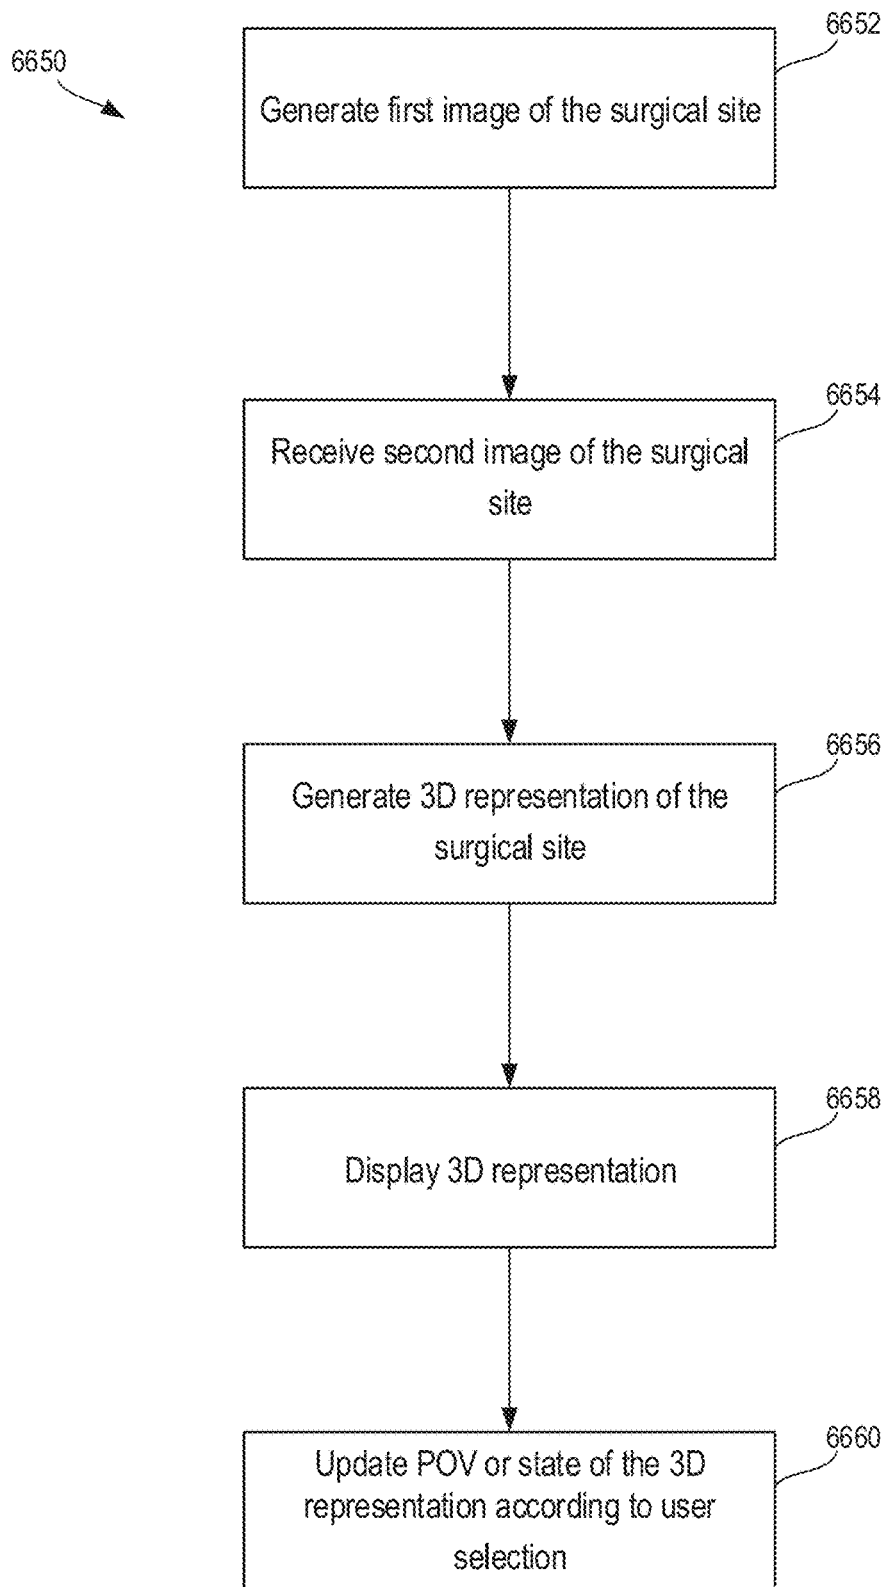 6652
6650
Generate first image of the surgical site
6654
Receive second image of the surgical
site
6656
Generate 3D representation of the
surgical site
6658
Display 3D representation
6660
Update POV or state of the 3D
representation according to user
selection